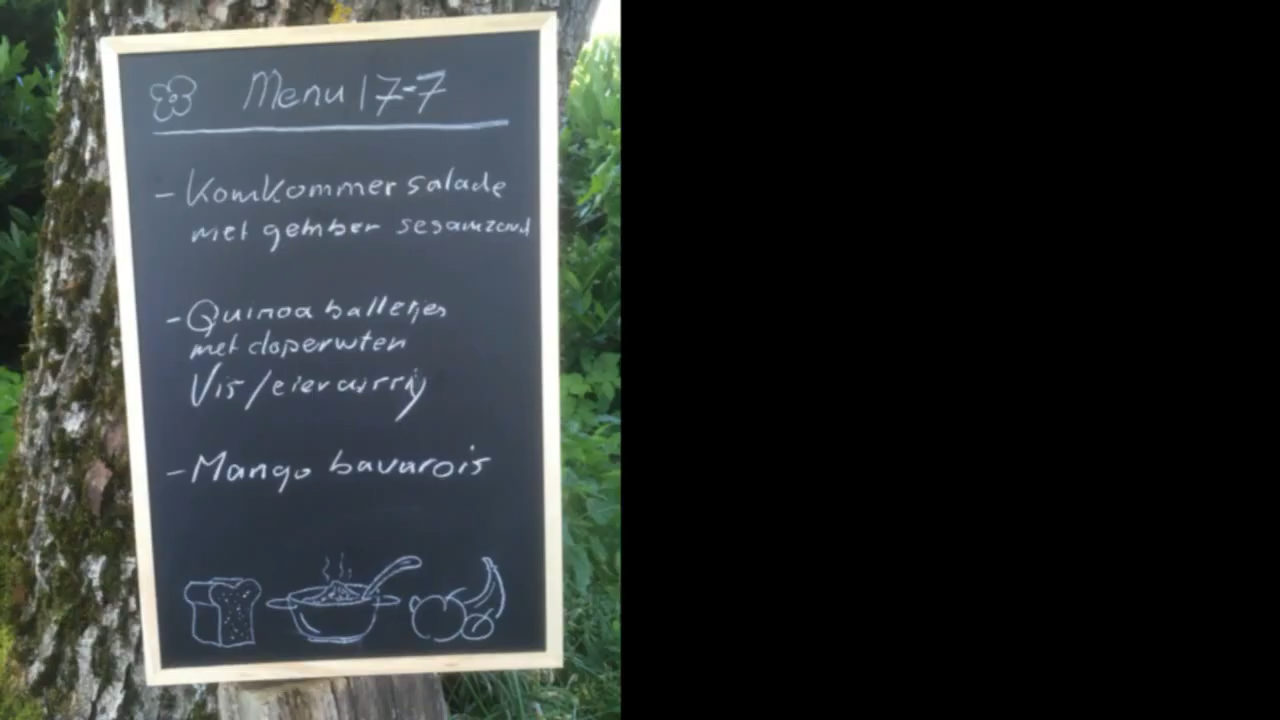 Menu 17-7
- Komkommer salade
met gember sesamzaad
- Quinoa balletjes
met doperwten
Vis/eiercurry
- Mango bavarois